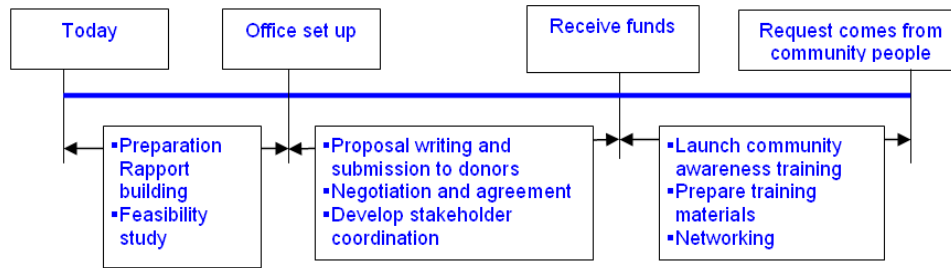 Today
Office set up
Receive funds
Request comes from
community people
▪Preparation
Rapport
building
▪Feasibility
study
▪Proposal writing and
submission to donors
▪Negotiation and agreement
▪Develop stakeholder
coordination
▪Launch community
awareness training
▪Prepare training
materials
▪Networking